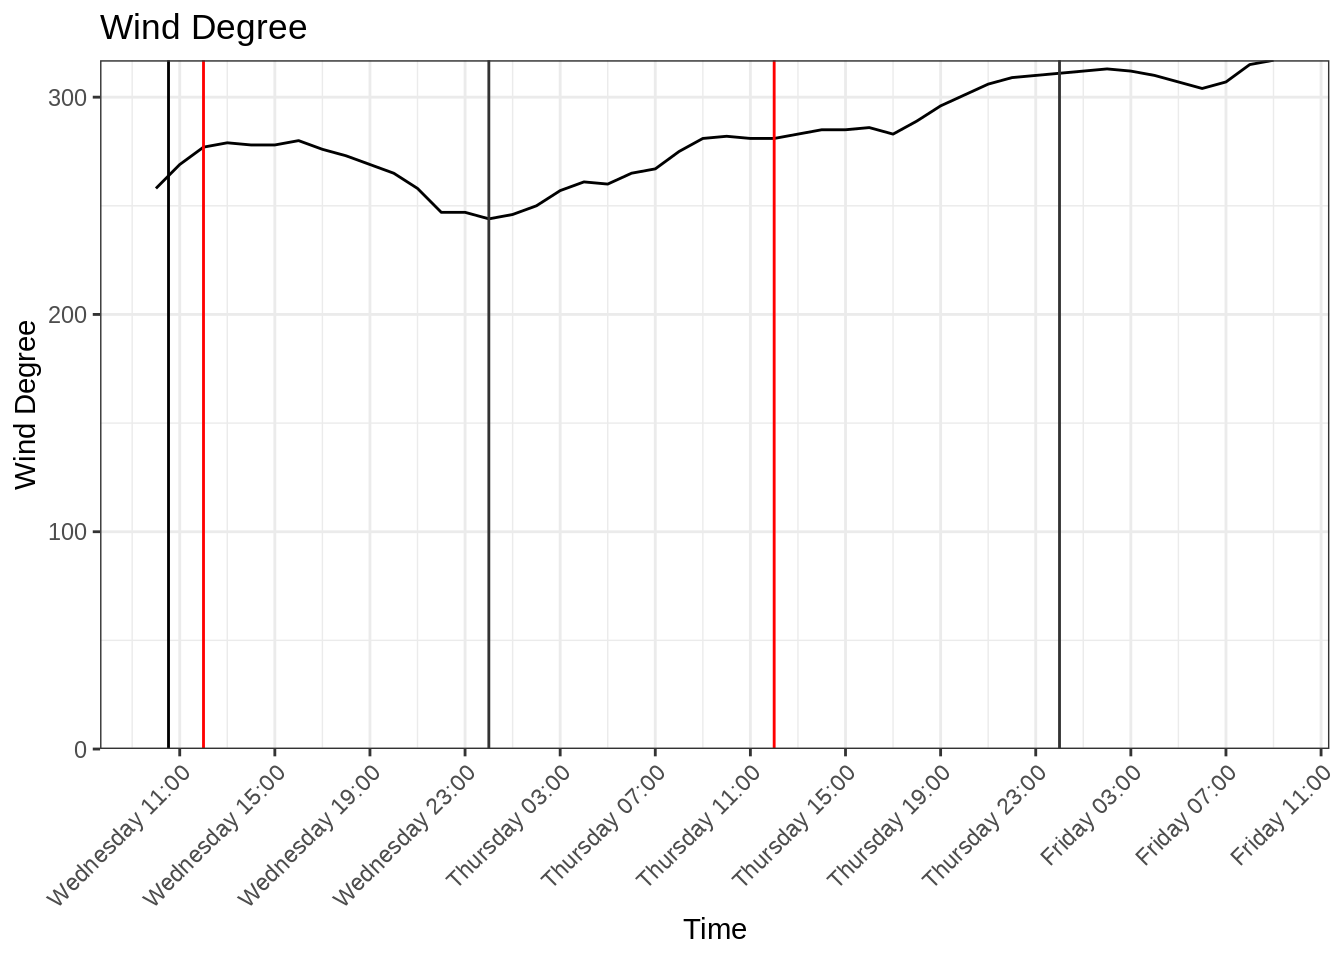 Wind Degree
Wind Degree
300
200
100
0
Wednesday 11:00
Wednesday 15:00
Wednesday 19:00
Wednesday 23:00
Thursday 03:00
Thursday 07:00
Thursday 11:00
Thursday 15:00
Thursday 19:00
Thursday 23:00
Friday 03:00
Friday 07:00
Friday 11:00
Time